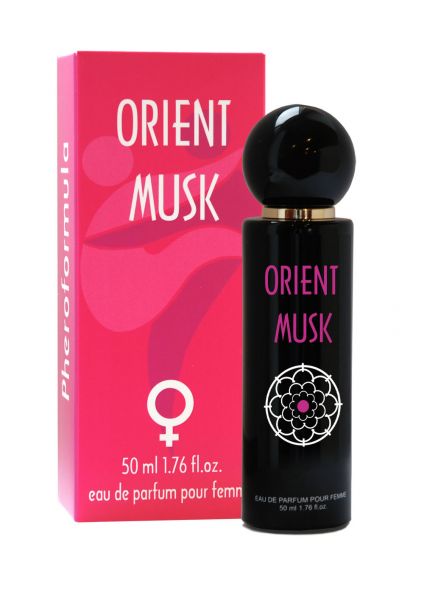 Pheroformula
ORIENT
MUSK
50 ml 1.76 fl.oz.
eau de parfum pour femm
ORIENT
MUSK
EAU DE PARFUM POUR FEMME
50 ml 1.76 fl.oz.